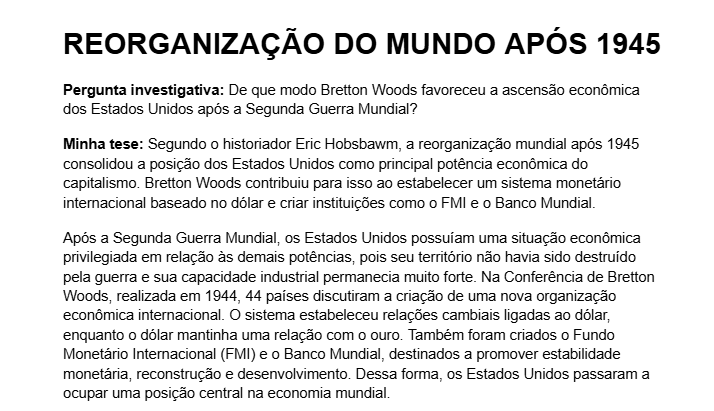 REORGANIZAÇÃO DO MUNDO APÓS 1945
Pergunta investigativa: De que modo Bretton Woods favoreceu a ascensão econômica
dos Estados Unidos após a Segunda Guerra Mundial?
Minha tese: Segundo o historiador Eric Hobsbawm, a reorganização mundial após 1945
consolidou a posição dos Estados Unidos como principal potência econômica do
capitalismo. Bretton Woods contribuiu para isso ao estabelecer um sistema monetário
internacional baseado no dólar e criar instituições como o FMI e o Banco Mundial.
Após a Segunda Guerra Mundial, os Estados Unidos possuíam uma situação econômica
privilegiada em relação às demais potências, pois seu território não havia sido destruído
pela guerra e sua capacidade industrial permanecia muito forte. Na Conferência de Bretton
Woods, realizada em 1944, 44 países discutiram a criação de uma nova organização
econômica internacional. O sistema estabeleceu relações cambiais ligadas ao dólar,
enquanto o dólar mantinha uma relação com o ouro. Também foram criados o Fundo
Monetário Internacional (FMI) e o Banco Mundial, destinados a promover estabilidade
monetária, reconstrução e desenvolvimento. Dessa forma, os Estados Unidos passaram a
ocupar uma posição central na economia mundial.